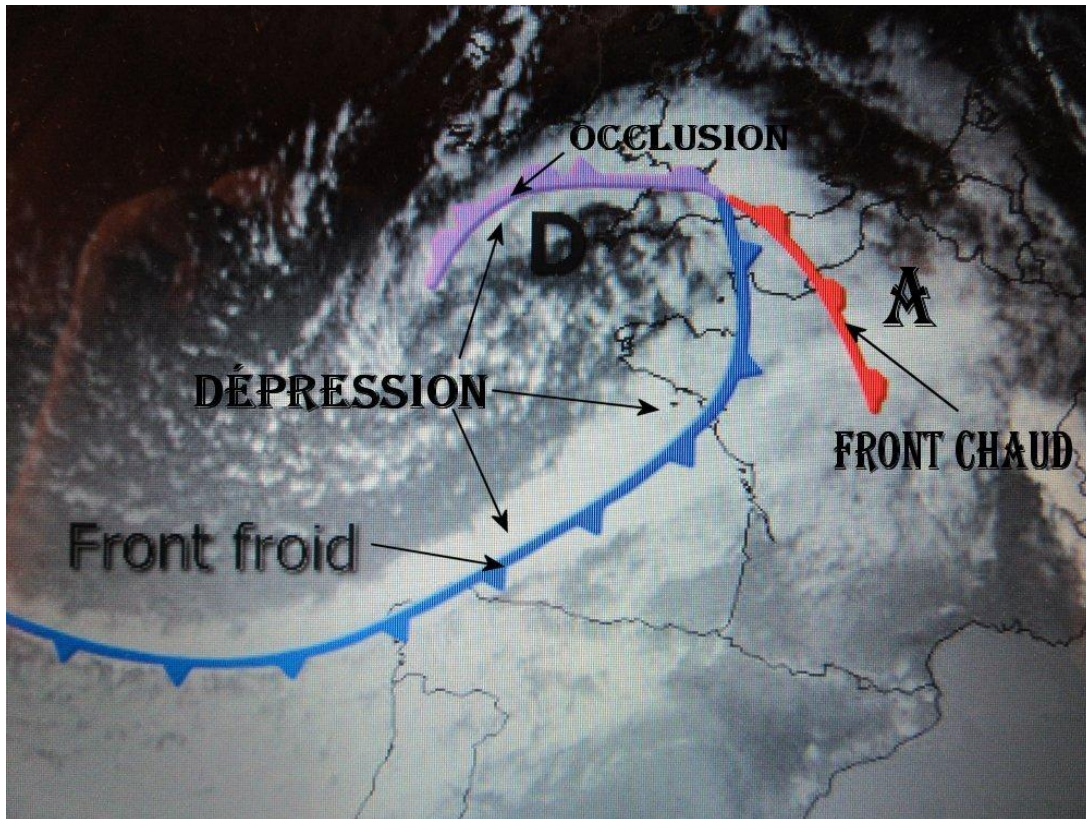 OCCLUSION
D
A
DÉPRESSION
FRONT CHAUD
Front froid